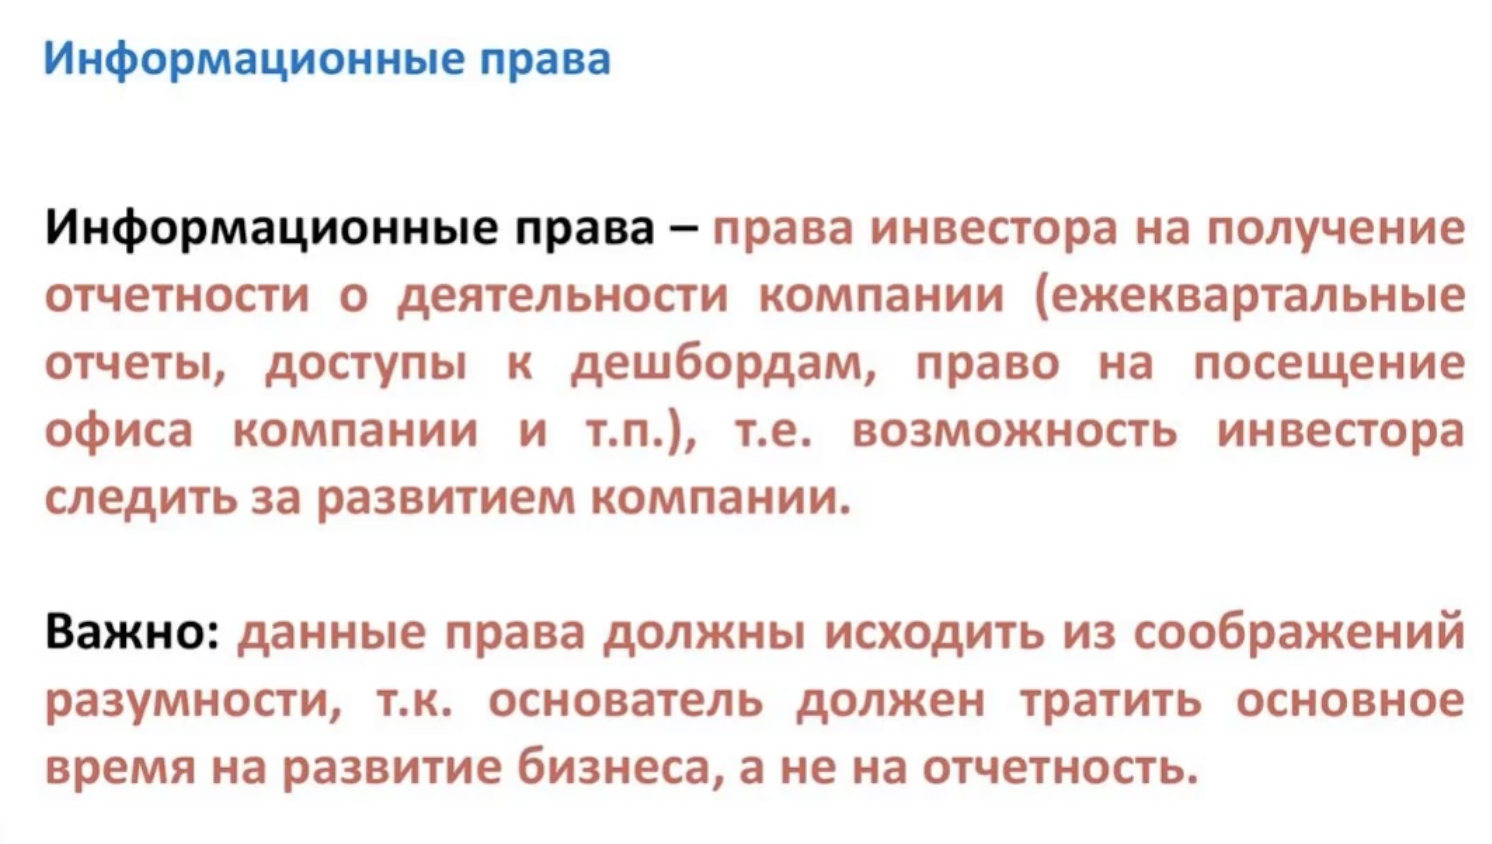 Информационные права
Информационные права – права инвестора на получение
отчетности о деятельности компании (ежеквартальные
отчеты, доступы к дешбордам, право на посещение
офиса компании и т.п.), т.е. возможность инвестора
следить за развитием компании.
Важно: данные права должны исходить из соображений
разумности, т.к. основатель должен тратить основное
время на развитие бизнеса, а не на отчетность.